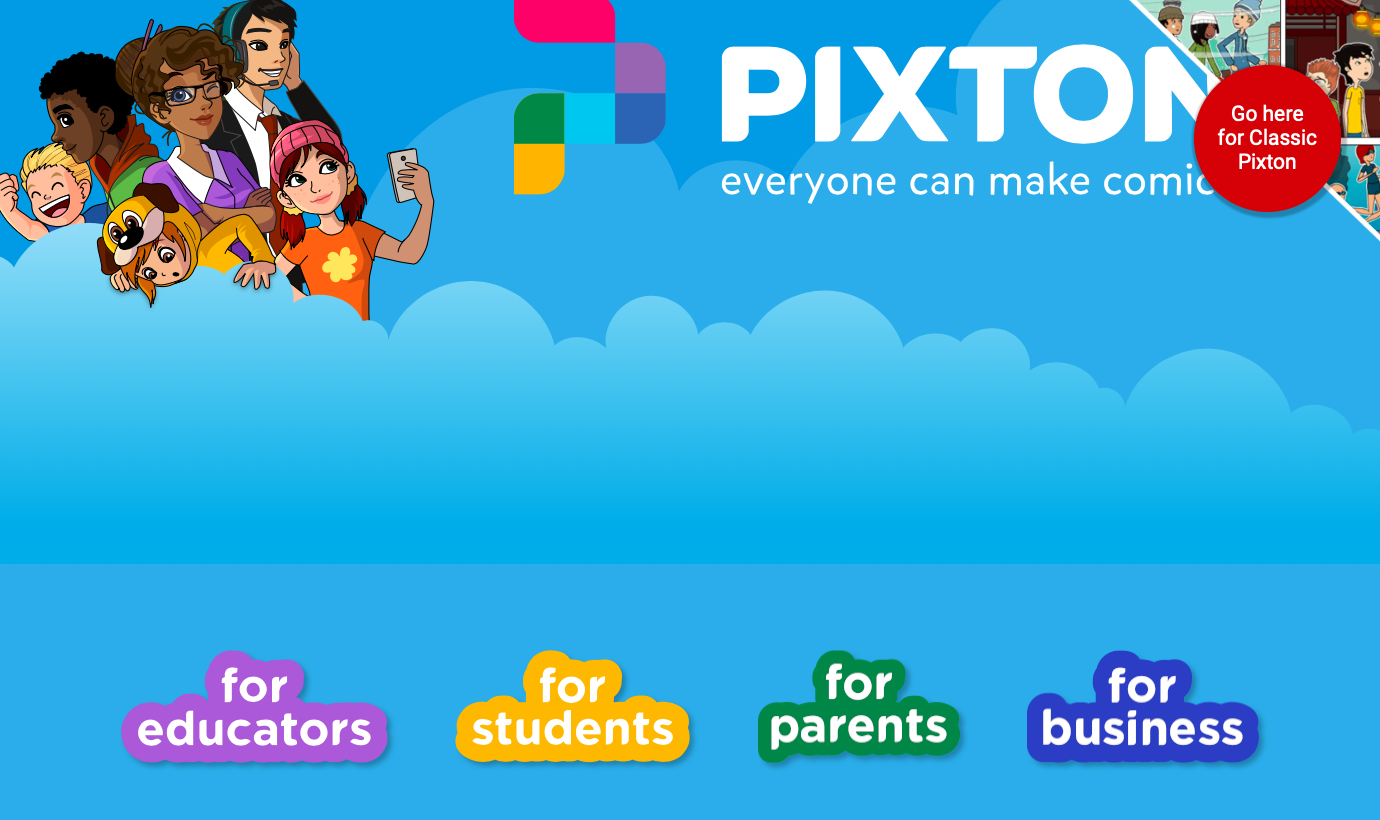 PIXTON
everyone can make comic
Go here
for Classic
Pixton
for
educators
for
students
for
parents
for
business